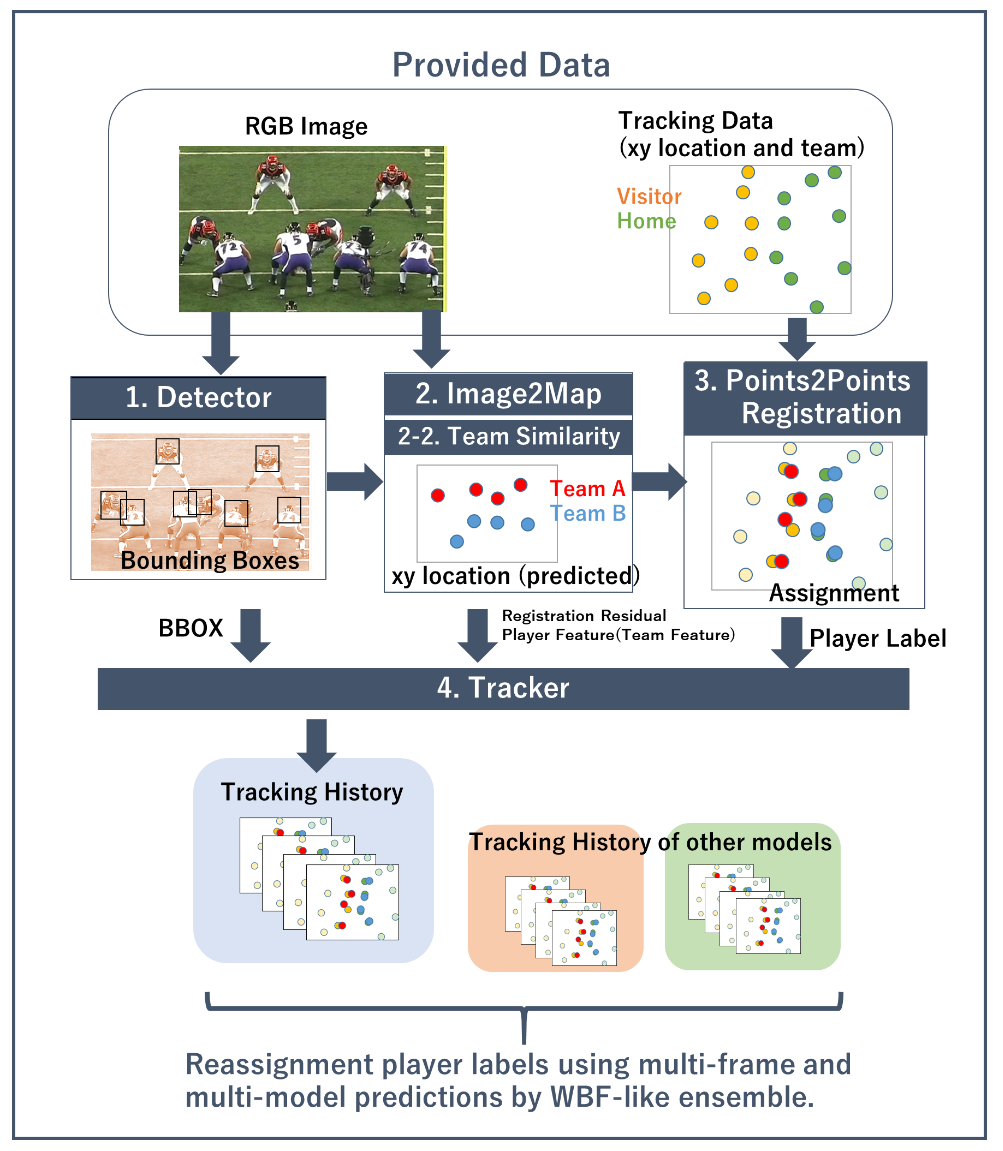 Provided Data
RGB Image
Tracking Data
(xy location and team)
Visitor
Home
72
5
74
1. Detector
Bounding Boxes
2. Image2Map
2-2. Team Similarity
Team A
Team B
xy location (predicted)
3. Points2Points
Registration
Assignment
BBOX
Registration Residual
Player Feature(Team Feature)
Player Label
4. Tracker
Tracking History
Tracking History of other models
Reassignment player labels using multi-frame and
multi-model predictions by WBF-like ensemble.